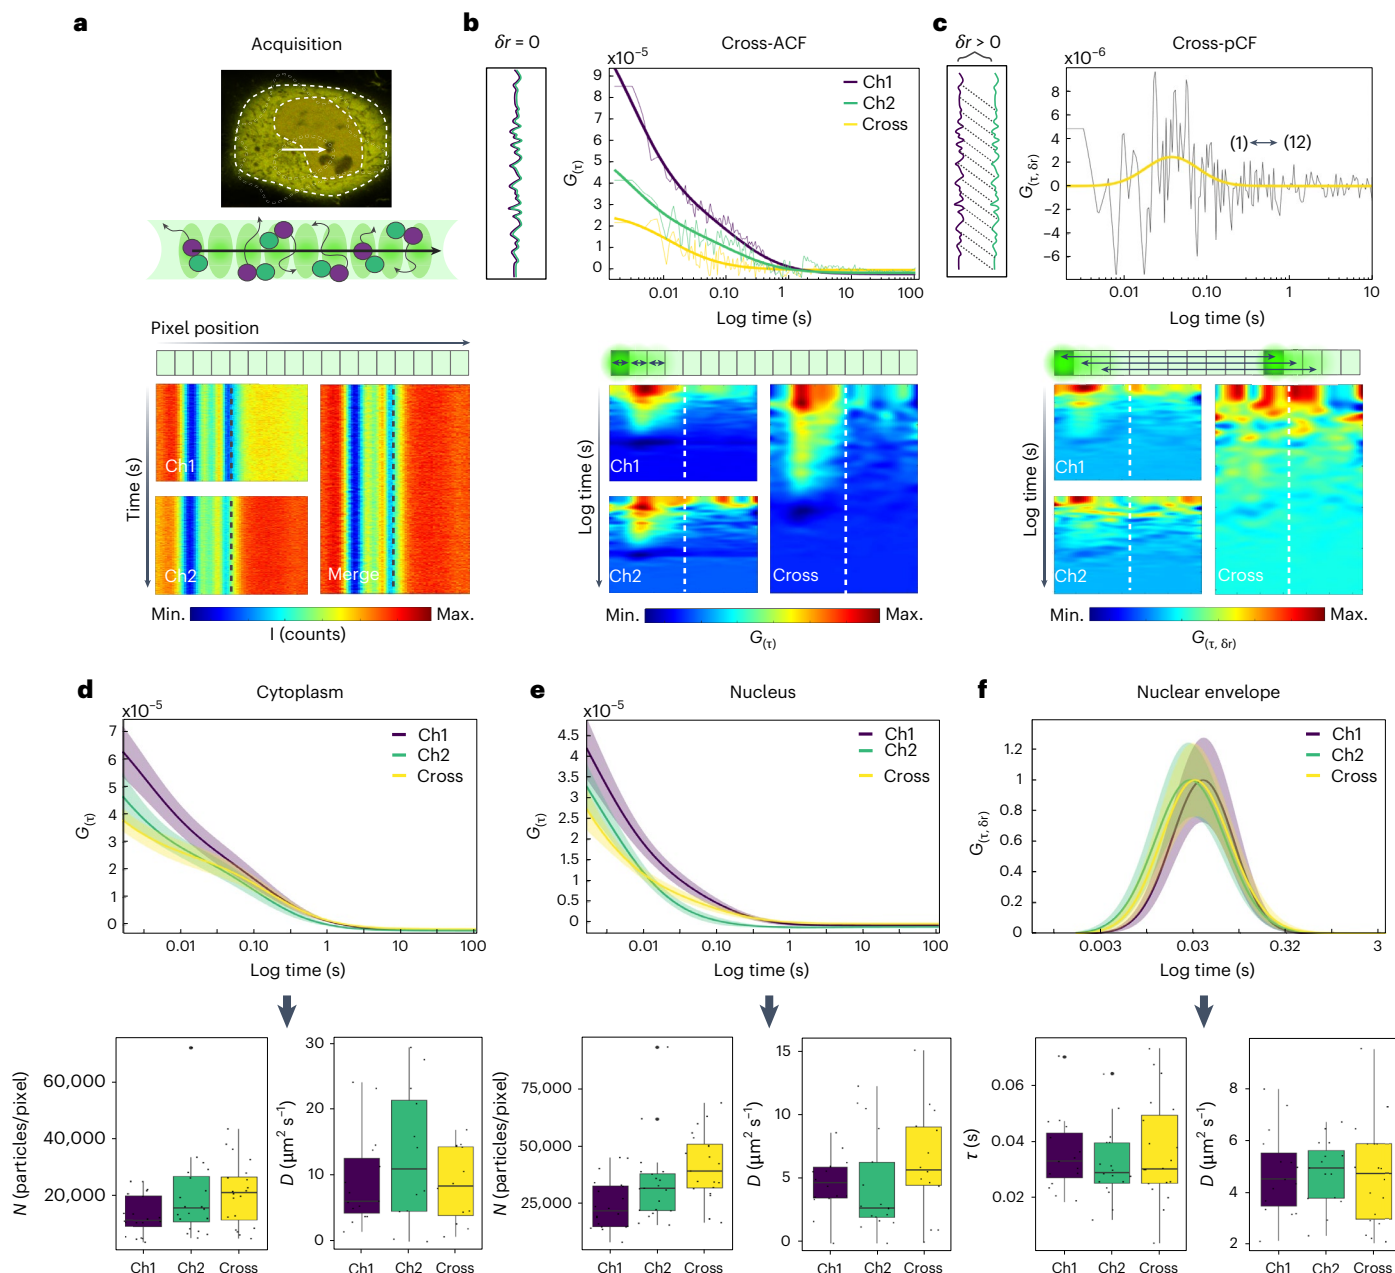 a
Acquisition
Pixel position
Time (s)
Ch1
Ch2
Merge
Min.
Max.
I (counts)
b
δr = 0
Cross-ACF
x10⁻⁵
G(τ)
9
8
7
6
5
4
3
2
1
0
Ch1
Ch2
Cross
0.01
0.10
1
10
100
Log time (s)
Log time (s)
Ch1
Ch2
Cross
Min.
Max.
G(τ)
c
δr > 0
Cross-pCF
x10⁻⁶
G(τ, δr)
8
6
4
2
0
−2
−4
−6
(1)
(12)
0.01
0.10
1
10
Log time (s)
Log time (s)
Ch1
Ch2
Cross
Min.
Max.
G(τ, δr)
d
Cytoplasm
x10⁻⁵
G(τ)
7
6
5
4
3
2
1
0
Ch1
Ch2
Cross
0.01
0.10
1
10
100
Log time (s)
N (particles/pixel)
60,000
40,000
20,000
Ch1
Ch2
Cross
D (μm² s⁻¹)
30
20
10
0
Ch1
Ch2
Cross
e
Nucleus
x10⁻⁵
G(τ)
4.5
4
3.5
3
2.5
2
1.5
1
0.5
0
Ch1
Ch2
Cross
0.01
0.10
1
10
100
Log time (s)
N (particles/pixel)
75,000
50,000
25,000
Ch1
Ch2
Cross
D (μm² s⁻¹)
15
10
5
0
Ch1
Ch2
Cross
f
Nuclear envelope
G(τ, δr)
1.2
1
0.8
0.6
0.4
0.2
0
Ch1
Ch2
Cross
0.003
0.03
0.32
3
Log time (s)
τ (s)
0.06
0.04
0.02
Ch1
Ch2
Cross
D (μm² s⁻¹)
8
6
4
2
Ch1
Ch2
Cross